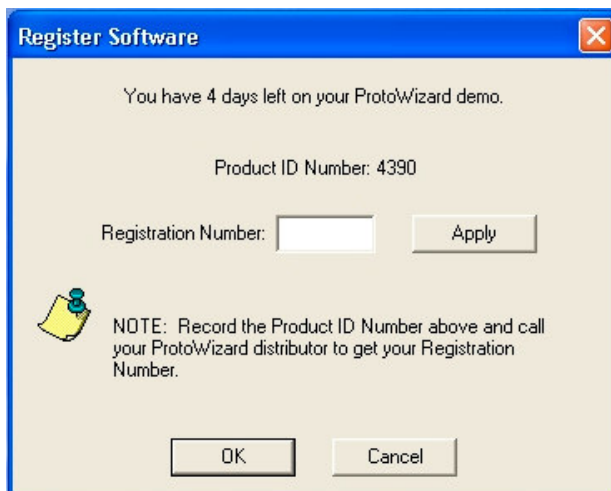 Register Software
You have 4 days left on your ProtoWizard demo.
Product ID Number: 4390
Registration Number:
Apply
NOTE: Record the Product ID Number above and call
your ProtoWizard distributor to get your Registration
Number.
OK
Cancel